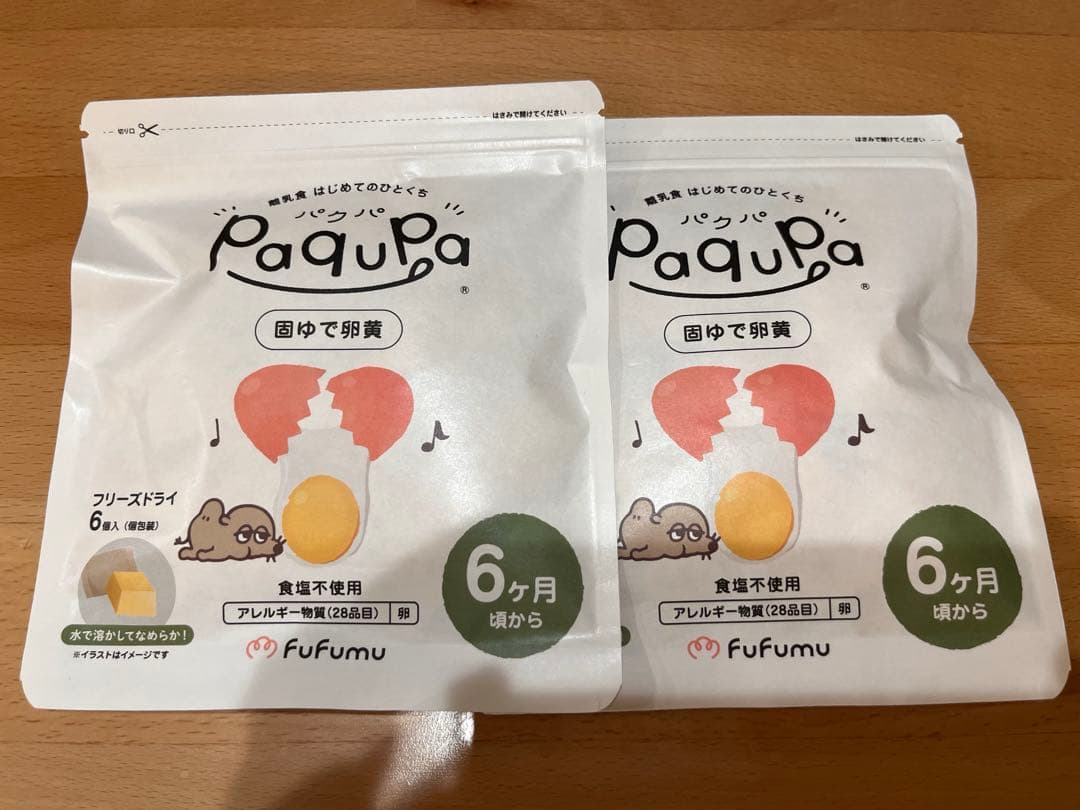 切り口
はさみで開けてください
離乳食 はじめてのひとくち
パクパ
PaquPa
®
固ゆで卵黄
フリーズドライ
6個入（個包装）
水で溶かしてなめらか！
※イラストはイメージです
食塩不使用
アレルギー物質（28品目） 卵
FuFumu
6ヶ月
頃から
はさみで開けてください
離乳食 はじめてのひとくち
パクパ
PaquPa
®
固ゆで卵黄
食塩不使用
アレルギー物質（28品目） 卵
FuFumu
6ヶ月
頃から